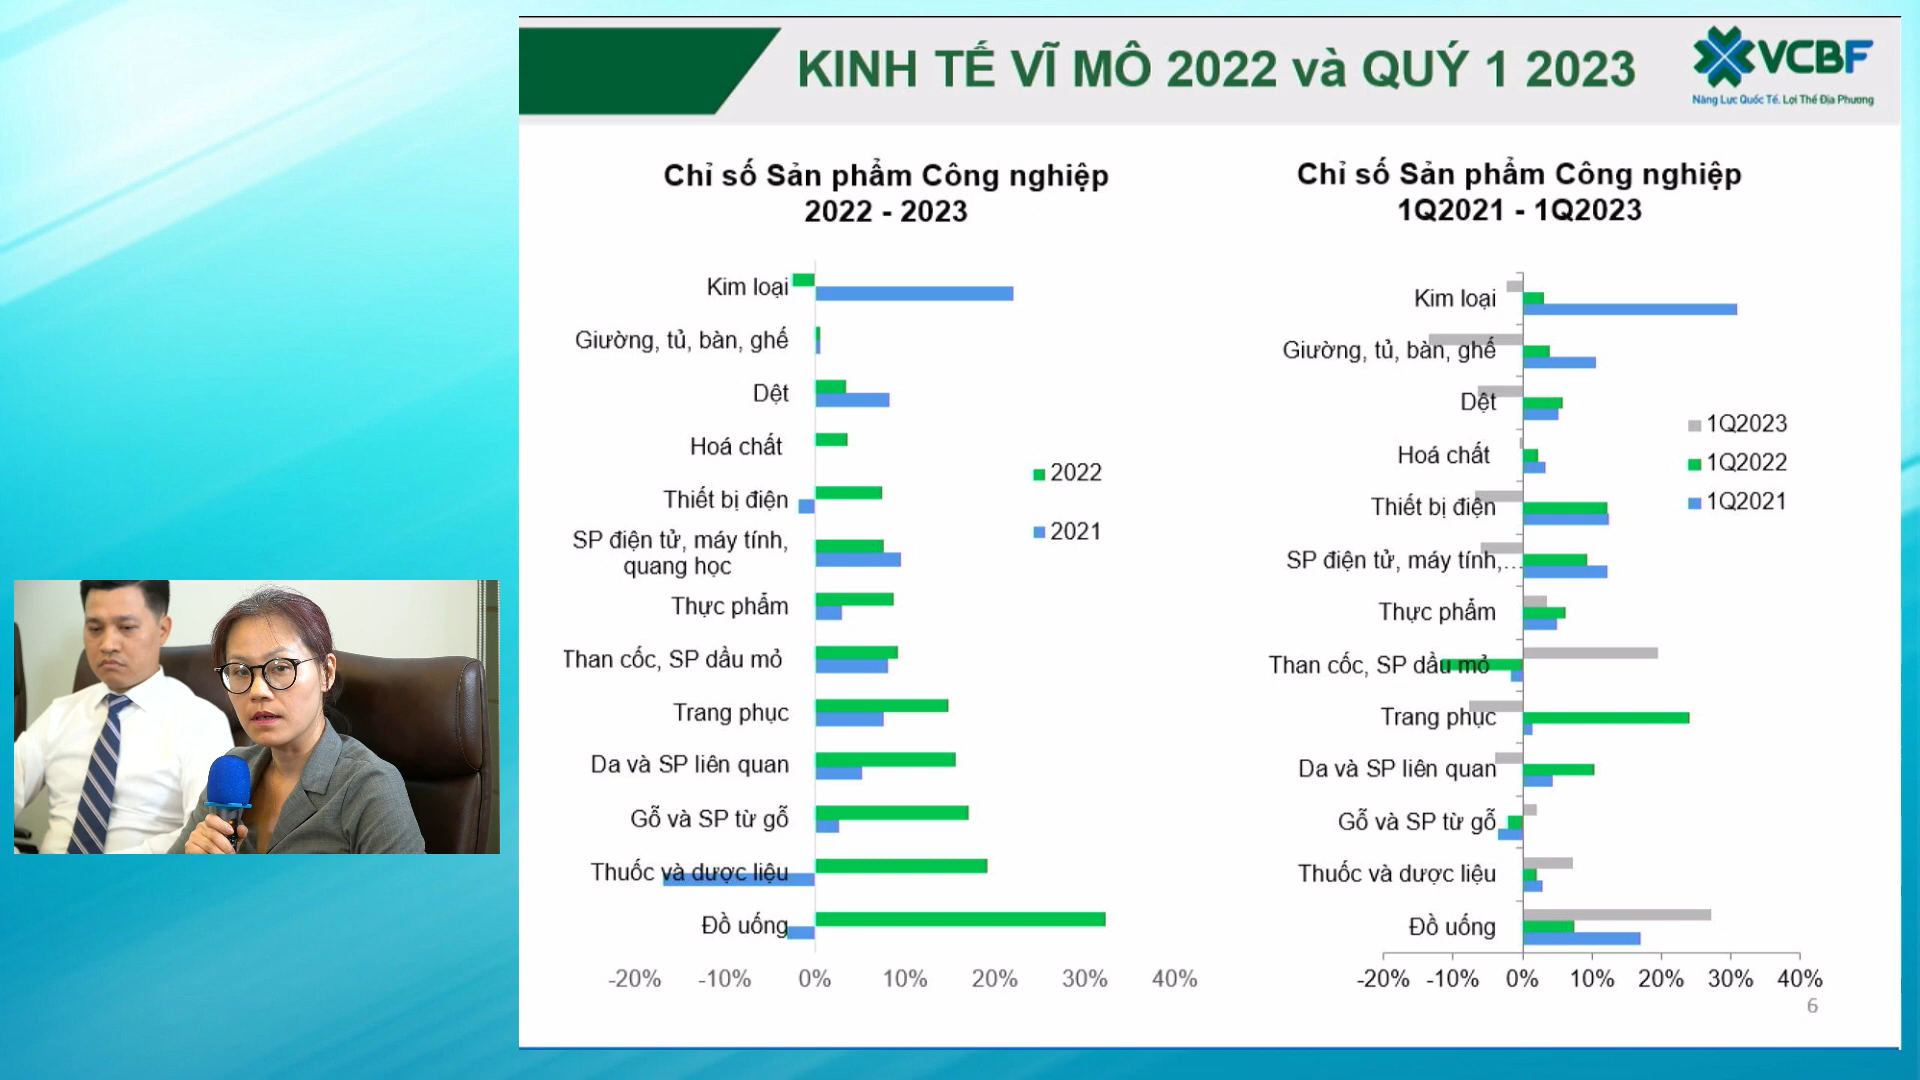 KINH TẾ VĨ MÔ 2022 và QUÝ 1 2023
VCBF
Năng Lực Quốc Tế. Lợi Thế Địa Phương
Chỉ số Sản phẩm Công nghiệp
2022 - 2023
Kim loại
Giường, tủ, bàn, ghế
Dệt
Hoá chất
Thiết bị điện
SP điện tử, máy tính,
quang học
Thực phẩm
Than cốc, SP dầu mỏ
Trang phục
Da và SP liên quan
Gỗ và SP từ gỗ
Thuốc và dược liệu
Đồ uống
2022
2021
-20% -10% 0% 10% 20% 30% 40%
Chỉ số Sản phẩm Công nghiệp
1Q2021 - 1Q2023
Kim loại
Giường, tủ, bàn, ghế
Dệt
Hoá chất
Thiết bị điện
SP điện tử, máy tính,…
Thực phẩm
Than cốc, SP dầu mỏ
Trang phục
Da và SP liên quan
Gỗ và SP từ gỗ
Thuốc và dược liệu
Đồ uống
1Q2023
1Q2022
1Q2021
-20% -10% 0% 10% 20% 30% 40%
6